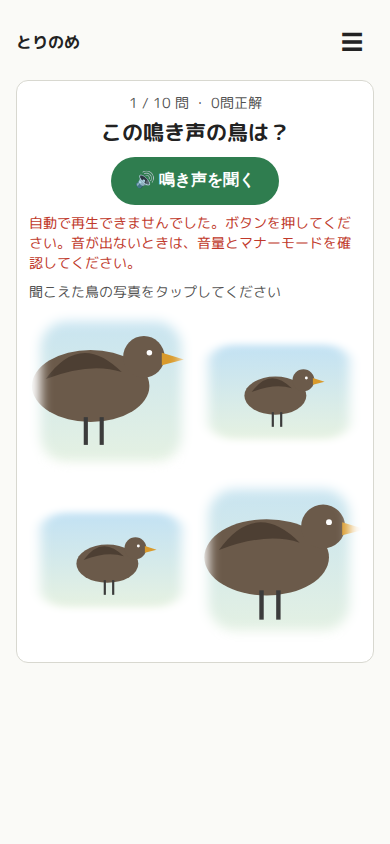 とりのめ
1 / 10 問 · 0問正解
この鳴き声の鳥は？
🔊 鳴き声を聞く
自動で再生できませんでした。ボタンを押してくだ
さい。音が出ないときは、音量とマナーモードを確
認してください。
聞こえた鳥の写真をタップしてください